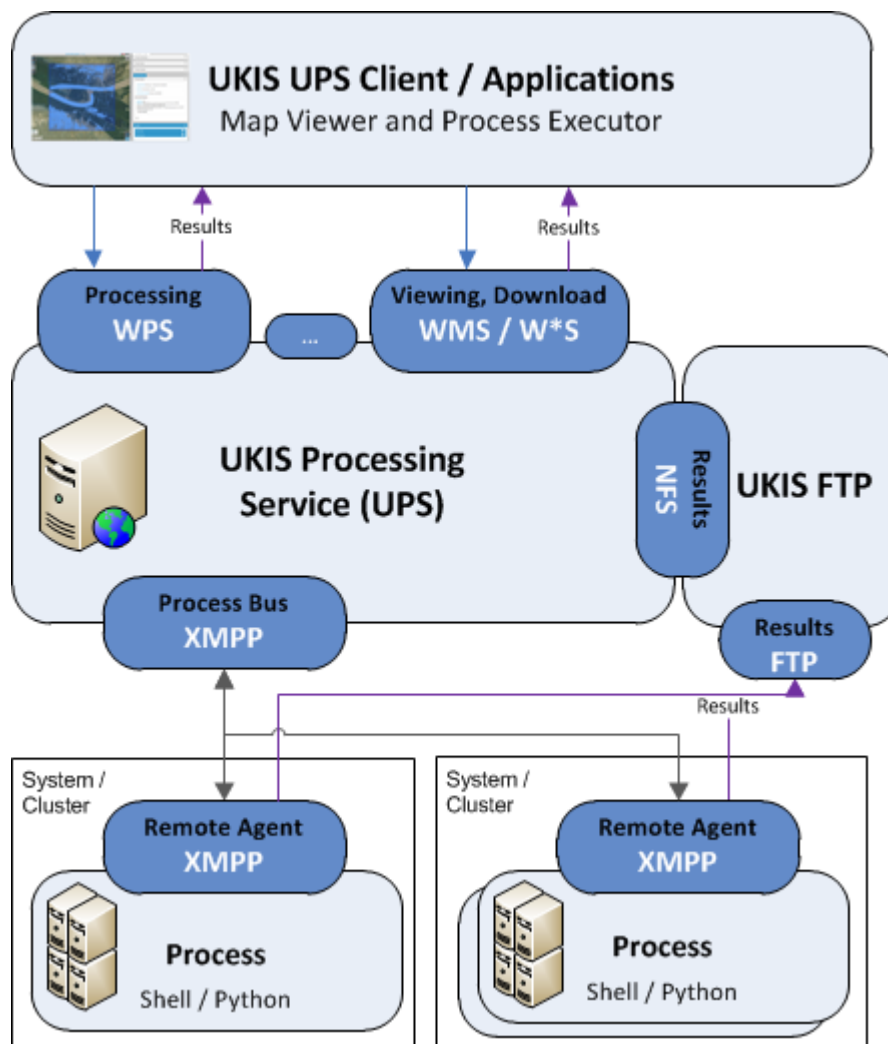 UKIS UPS Client / Applications
Map Viewer and Process Executor
Results
Results
Processing
WPS
...
Viewing, Download
WMS / W*S
UKIS Processing
Service (UPS)
Results
NFS
UKIS FTP
Process Bus
XMPP
Results
FTP
Results
System /
Cluster
Remote Agent
XMPP
Process
Shell / Python
System /
Cluster
Remote Agent
XMPP
Process
Shell / Python